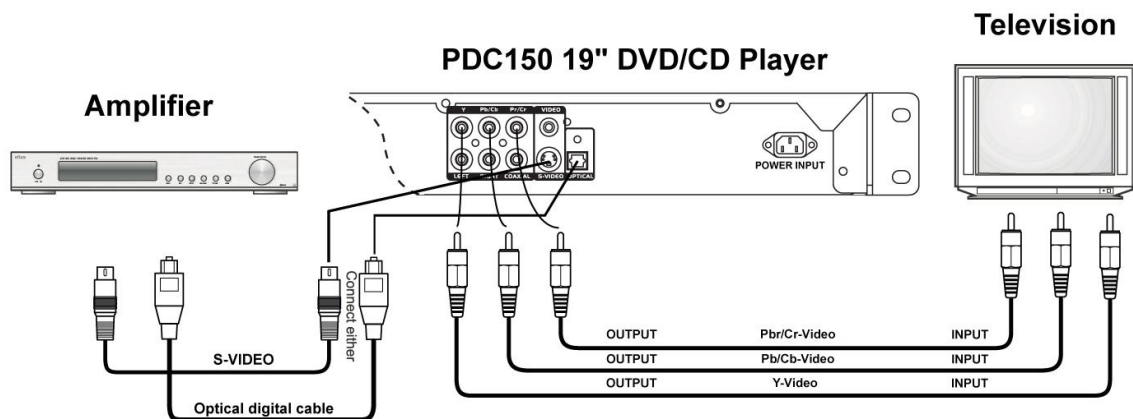 Television
PDC150 19" DVD/CD Player
Amplifier
Y Pb/Cb Pr/Cr VIDEO
LEFT COAXIAL S-VIDEO OPTICAL
POWER INPUT
Connect either
S-VIDEO
Optical digital cable
OUTPUT Pbr/Cr-Video INPUT
OUTPUT Pb/Cb-Video INPUT
OUTPUT Y-Video INPUT